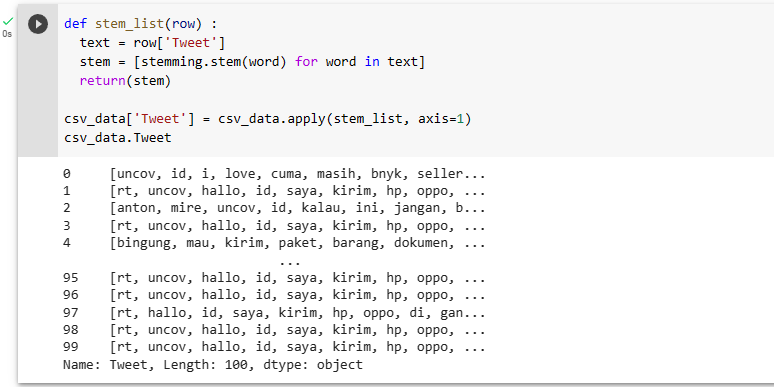 0s
def stem_list(row) :
  text = row['Tweet']
  stem = [stemming.stem(word) for word in text]
  return(stem)
csv_data['Tweet'] = csv_data.apply(stem_list, axis=1)
csv_data.Tweet
0     [uncov, id, i, love, cuma, masih, bnyk, seller...
1     [rt, uncov, hallo, id, saya, kirim, hp, oppo, ...
2     [anton, mire, uncov, id, kalau, ini, jangan, b...
3     [rt, uncov, hallo, id, saya, kirim, hp, oppo, ...
4     [bingung, mau, kirim, paket, barang, dokumen, ...
                            ...
95    [rt, uncov, hallo, id, saya, kirim, hp, oppo, ...
96    [rt, uncov, hallo, id, saya, kirim, hp, oppo, ...
97    [rt, hallo, id, saya, kirim, hp, oppo, di, gan...
98    [rt, uncov, hallo, id, saya, kirim, hp, oppo, ...
99    [rt, uncov, hallo, id, saya, kirim, hp, oppo, ...
Name: Tweet, Length: 100, dtype: object